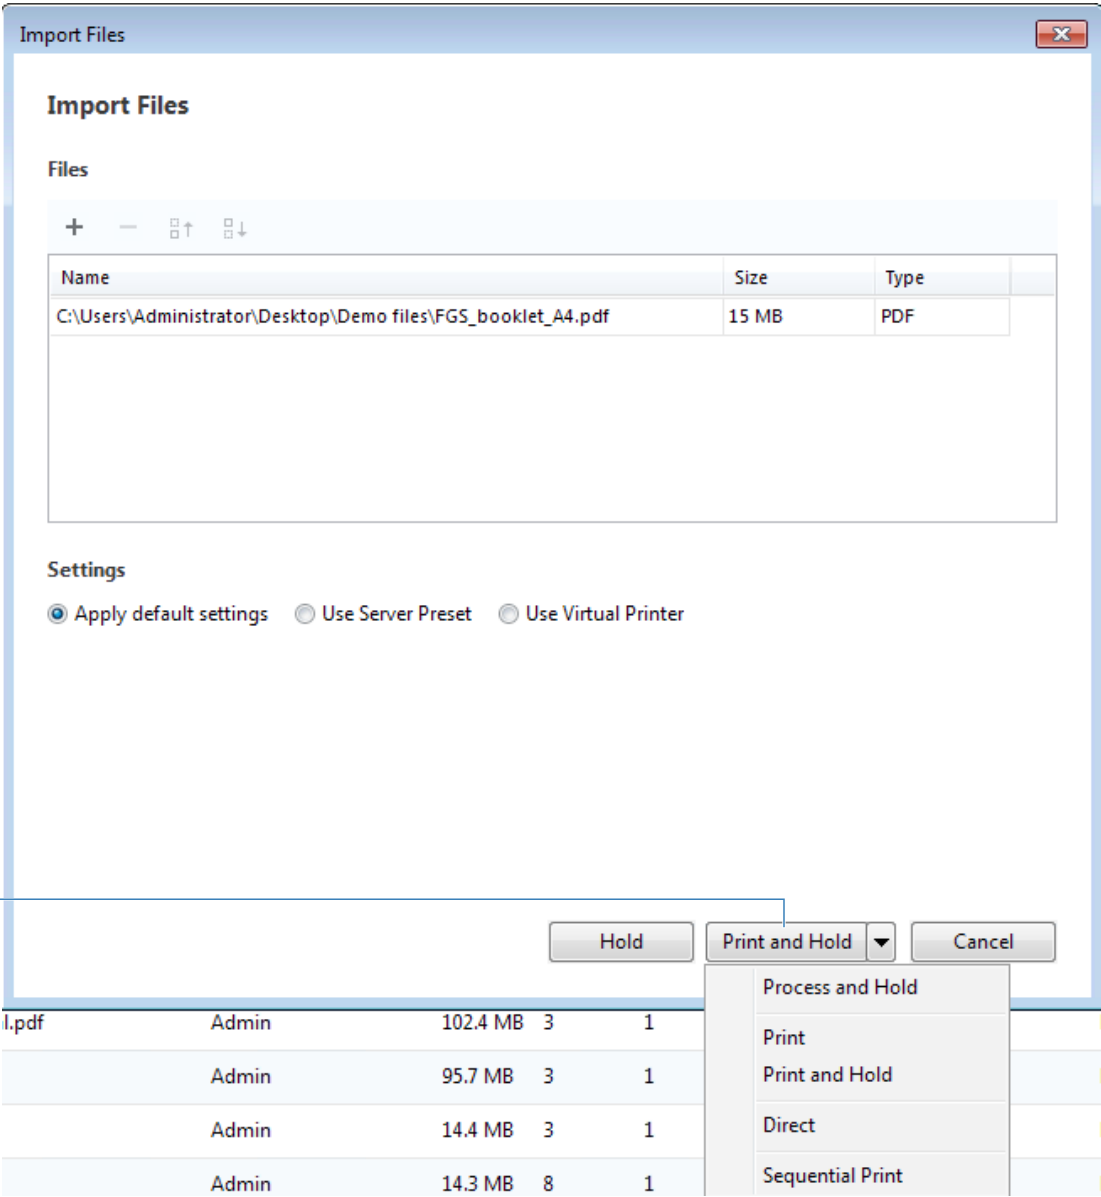 Import Files
Import Files
Files
Name Size Type
C:\Users\Administrator\Desktop\Demo files\FGS_booklet_A4.pdf 15 MB PDF
Settings
Apply default settings Use Server Preset Use Virtual Printer
Hold Print and Hold Cancel
Process and Hold
l.pdf Admin 102.4 MB 3 1
Print
Print and Hold
Admin 95.7 MB 3 1
Direct
Admin 14.4 MB 3 1
Sequential Print
Admin 14.3 MB 8 1